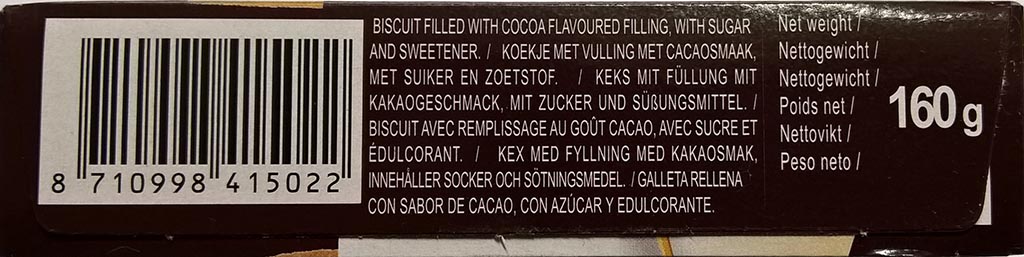 8 710998 415022
BISCUIT FILLED WITH COCOA FLAVOURED FILLING, WITH SUGAR
AND SWEETENER. / KOEKJE MET VULLING MET CACAOSMAAK,
MET SUIKER EN ZOETSTOF. / KEKS MIT FÜLLUNG MIT
KAKAOGESCHMACK, MIT ZUCKER UND SÜßUNGSMITTEL. /
BISCUIT AVEC REMPLISSAGE AU GOÛT CACAO, AVEC SUCRE ET
ÉDULCORANT. / KEX MED FYLLNING MED KAKAOSMAK,
INNEHÅLLER SOCKER OCH SÖTNINGSMEDEL. / GALLETA RELLENA
CON SABOR DE CACAO, CON AZÚCAR Y EDULCORANTE.
Net weight /
Nettogewicht /
Nettogewicht /
Poids net /
Nettovikt /
Peso neto /
160 g